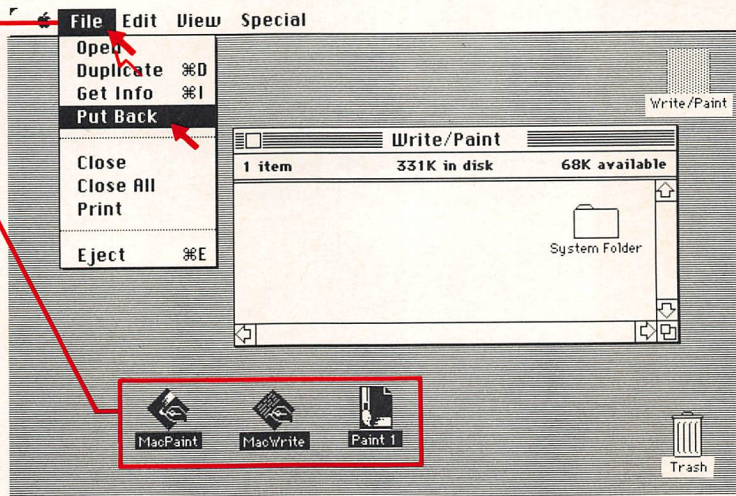 File Edit View Special
Open
Duplicate ⌘D
Get Info ⌘I
Put Back
Close
Close All
Print
Eject ⌘E
Write/Paint
Write/Paint
1 item 331K in disk 68K available
System Folder
MacPaint MacWrite Paint 1
Trash